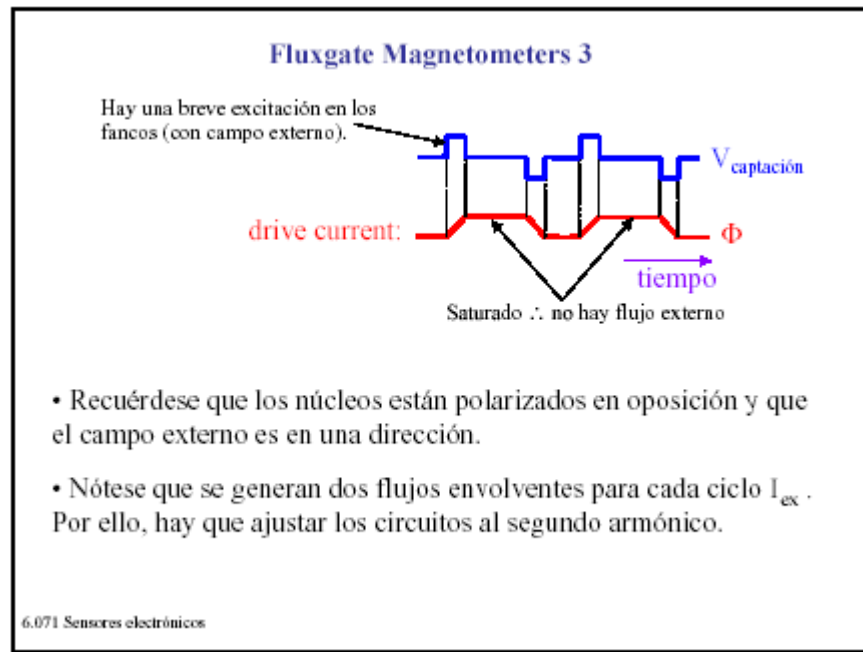 Fluxgate Magnetometers 3
Hay una breve excitación en los
fancos (con campo externo).
V captación
drive current:
Φ
tiempo
Saturado ∴ no hay flujo externo
• Recuérdese que los núcleos están polarizados en oposición y que
el campo externo es en una dirección.
• Nótese que se generan dos flujos envolventes para cada ciclo I ex .
Por ello, hay que ajustar los circuitos al segundo armónico.
6.071 Sensores electrónicos